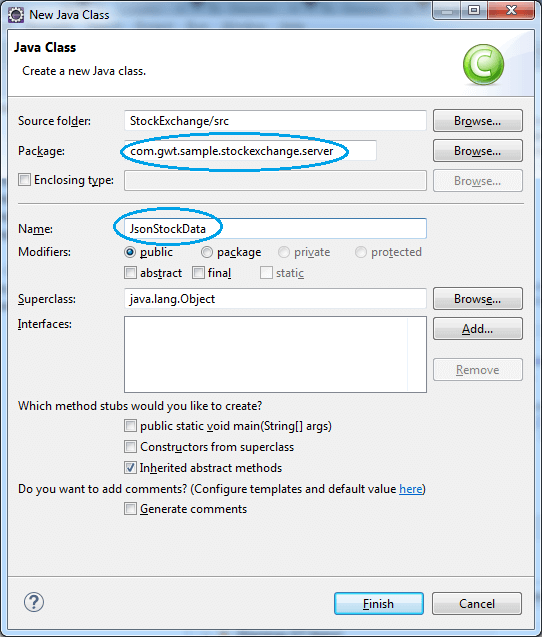 New Java Class
Java Class
Create a new Java class.
C
Source folder: StockExchange/src Browse...
Package: com.gwt.sample.stockexchange.server Browse...
Enclosing type: Browse...
Name: JsonStockData
Modifiers: public package private protected
abstract final static
Superclass: java.lang.Object Browse...
Interfaces: Add...
Remove
Which method stubs would you like to create?
public static void main(String[] args)
Constructors from superclass
Inherited abstract methods
Do you want to add comments? (Configure templates and default value here)
Generate comments
? Finish Cancel